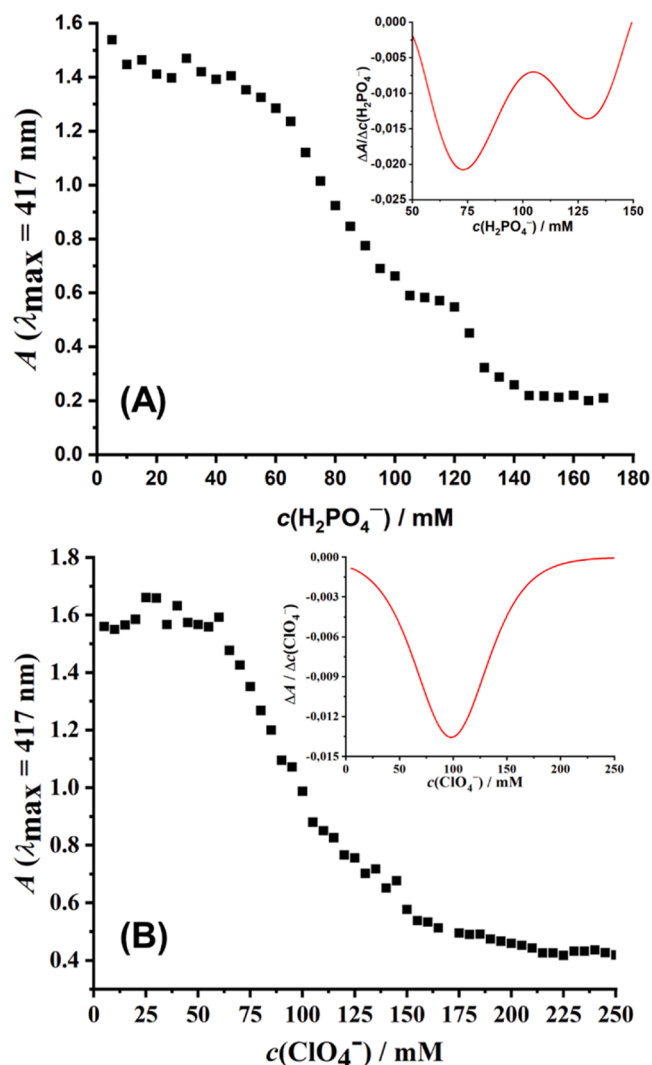 1.6
1.4
1.2
1.0
0.8
0.6
0.4
0.2
0.0
A (λmax = 417 nm)
(A)
0 20 40 60 80 100 120 140 160 180
c(H₂PO₄⁻) / mM
0,000
-0,005
-0,010
-0,015
-0,020
-0,025
ΔA/Δc(H₂PO₄⁻)
50 75 100 125 150
c(H₂PO₄⁻) / mM
1.8
1.6
1.4
1.2
1.0
0.8
0.6
0.4
A (λmax = 417 nm)
(B)
0 25 50 75 100 125 150 175 200 225 250
c(ClO₄⁻) / mM
0,000
-0,003
-0,006
-0,009
-0,012
-0,015
ΔA / Δc(ClO₄⁻)
0 50 100 150 200 250
c(ClO₄⁻) / mM